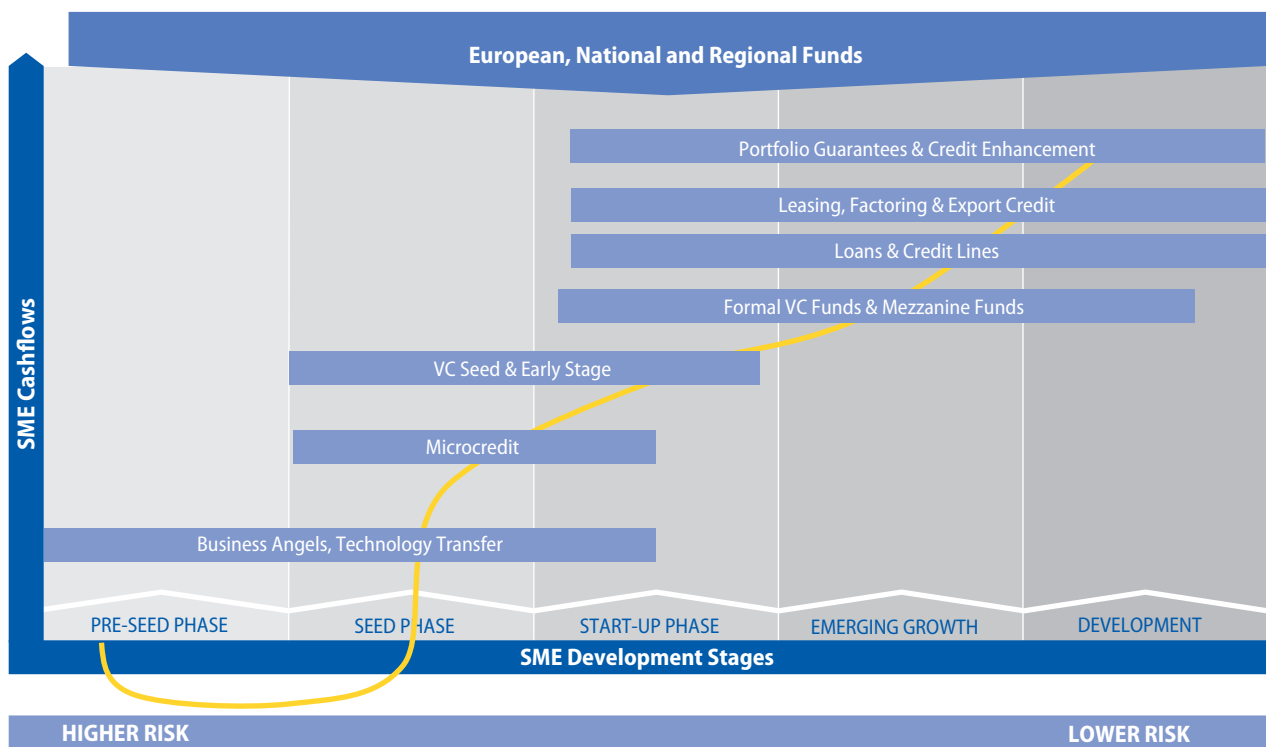 European, National and Regional Funds
Portfolio Guarantees & Credit Enhancement
Leasing, Factoring & Export Credit
Loans & Credit Lines
Formal VC Funds & Mezzanine Funds
VC Seed & Early Stage
Microcredit
Business Angels, Technology Transfer
SME Cashflows
PRE-SEED PHASE
SEED PHASE
START-UP PHASE
EMERGING GROWTH
DEVELOPMENT
SME Development Stages
HIGHER RISK
LOWER RISK